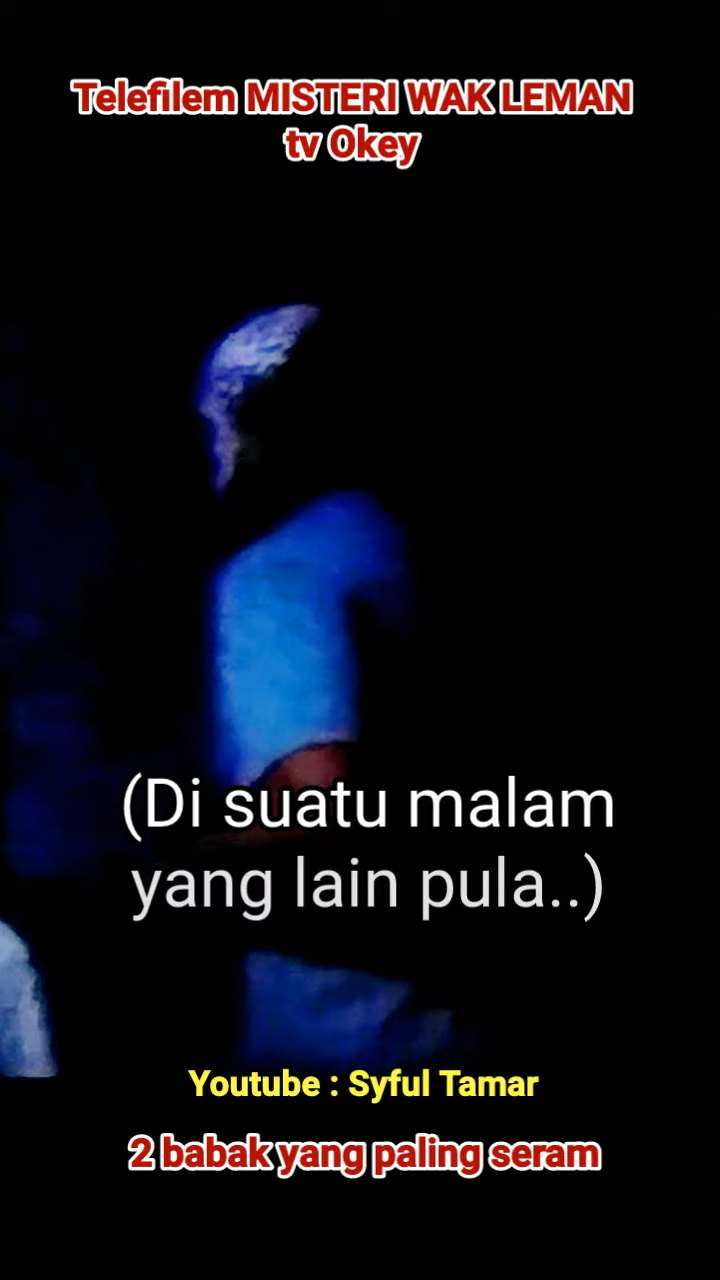 Telefilem MISTERI WAK LEMAN
tv Okey
(Di suatu malam
yang lain pula..)
Youtube : Syful Tamar
2 babak yang paling seram